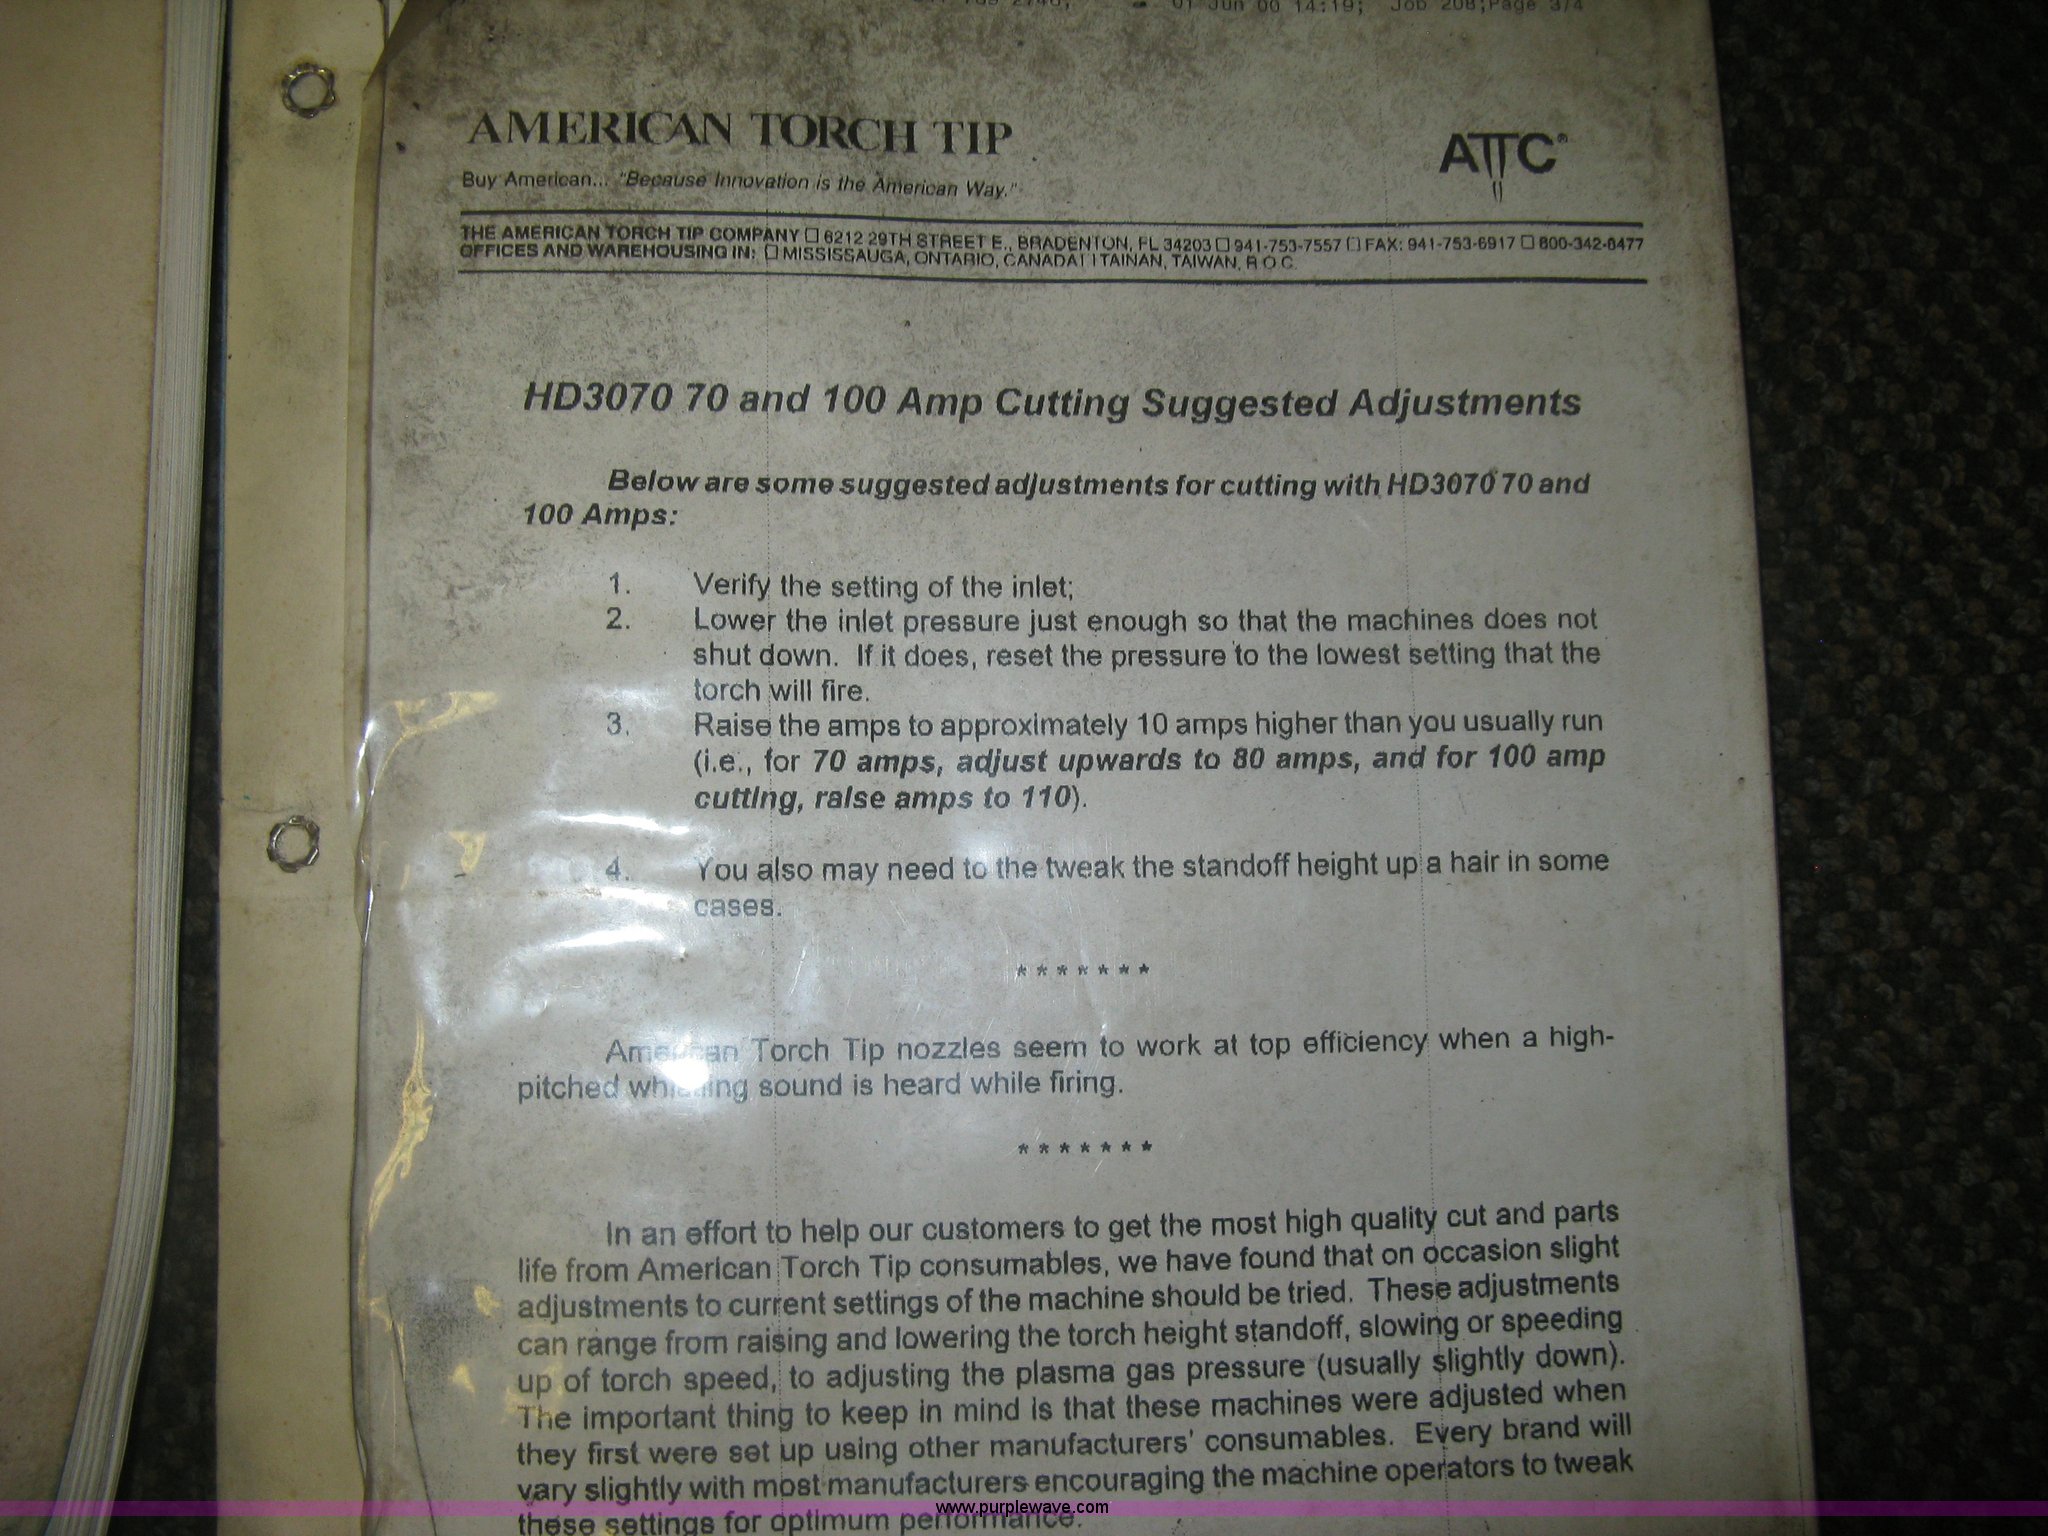 01 Jun 00 14:19; Job 208;Page 3/4
AMERICAN TORCH TIP
ATTC®
Buy American... "Because Innovation is the American Way."
THE AMERICAN TORCH TIP COMPANY □ 6212 29TH STREET E., BRADENTON, FL 34203 □ 941-753-7557 □ FAX: 941-753-6917 □ 800-342-8477
OFFICES AND WAREHOUSING IN: □ MISSISSAUGA, ONTARIO, CANADA □ TAINAN, TAIWAN, R.O.C.
HD3070 70 and 100 Amp Cutting Suggested Adjustments
Below are some suggested adjustments for cutting with HD3070 70 and
100 Amps:
1. Verify the setting of the inlet;
2. Lower the inlet pressure just enough so that the machines does not
shut down. If it does, reset the pressure to the lowest setting that the
torch will fire.
3. Raise the amps to approximately 10 amps higher than you usually run
(i.e., for 70 amps, adjust upwards to 80 amps, and for 100 amp
cutting, raise amps to 110).
4. You also may need to the tweak the standoff height up a hair in some
cases.
*******
American Torch Tip nozzles seem to work at top efficiency when a high-
pitched sound is heard while firing.
*******
In an effort to help our customers to get the most high quality cut and parts
life from American Torch Tip consumables, we have found that on occasion slight
adjustments to current settings of the machine should be tried. These adjustments
can range from raising and lowering the torch height standoff, slowing or speeding
up of torch speed, to adjusting the plasma gas pressure (usually slightly down).
The important thing to keep in mind is that these machines were adjusted when
they first were set up using other manufacturers' consumables. Every brand will
vary slightly with most manufacturers encouraging the machine operators to tweak
these settings for optimum performance.
www.purplewave.com